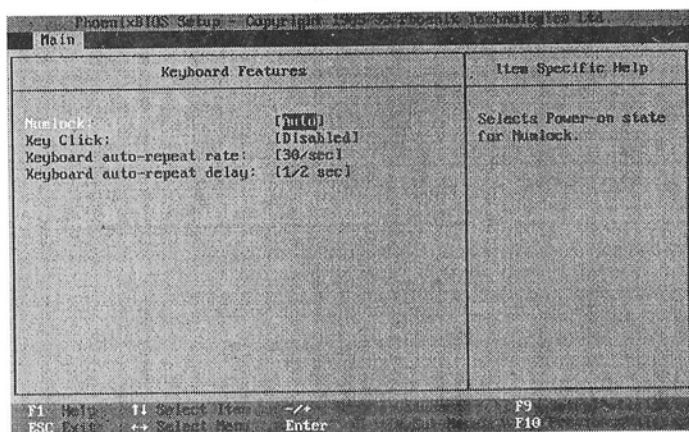 PhoenixBIOS Setup - Copyright 1985-95 Phoenix Technologies Ltd.
Main
Keyboard Features
Item Specific Help
Numlock: [Auto]
Key Click: [Disabled]
Keyboard auto-repeat rate: [30/sec]
Keyboard auto-repeat delay: [1/2 sec]
Selects Power-on state
for Numlock.
F1 Help ↑↓ Select Item -/+ F9
ESC Exit ↔ Select Menu Enter F10